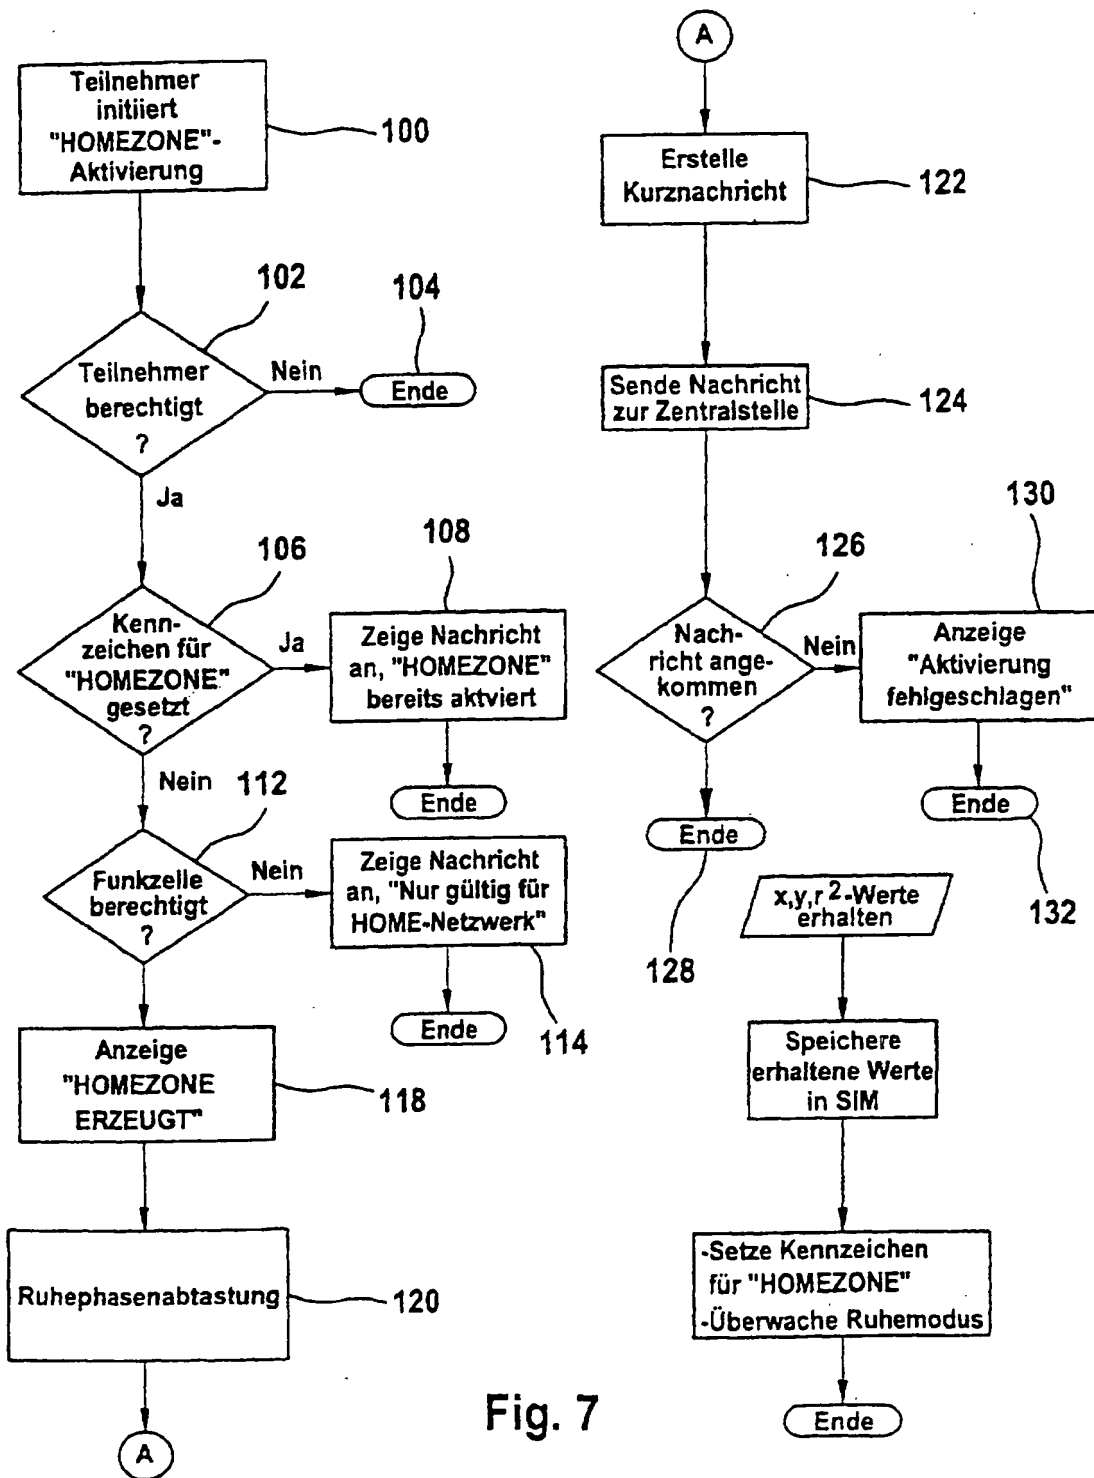 Teilnehmer
initiiert
"HOMEZONE"-
Aktivierung
100
102
Teilnehmer
berechtigt
?
Nein
104
Ende
Ja
106
Kenn-
zeichen für
"HOMEZONE"
gesetzt
?
Ja
108
Zeige Nachricht
an, "HOMEZONE"
bereits aktviert
Ende
Nein
112
Funkzelle
berechtigt
?
Nein
Zeige Nachricht
an, "Nur gültig für
HOME-Netzwerk"
114
Ende
Anzeige
"HOMEZONE
ERZEUGT"
118
Ruhephasenabtastung
120
A
A
Erstelle
Kurznachricht
122
Sende Nachricht
zur Zentralstelle
124
126
Nach-
richt ange-
kommen
?
Nein
130
Anzeige
"Aktivierung
fehlgeschlagen"
Ende
132
Ende
128
x,y,r²-Werte
erhalten
Speichere
erhaltene Werte
in SIM
-Setze Kennzeichen
für "HOMEZONE"
-Überwache Ruhemodus
Ende
Fig. 7